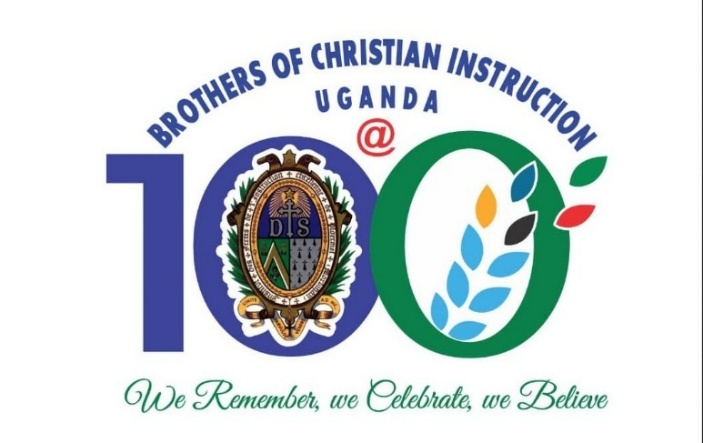 BROTHERS OF CHRISTIAN INSTRUCTION
UGANDA
@
100
D S
We Remember, we Celebrate, we Believe